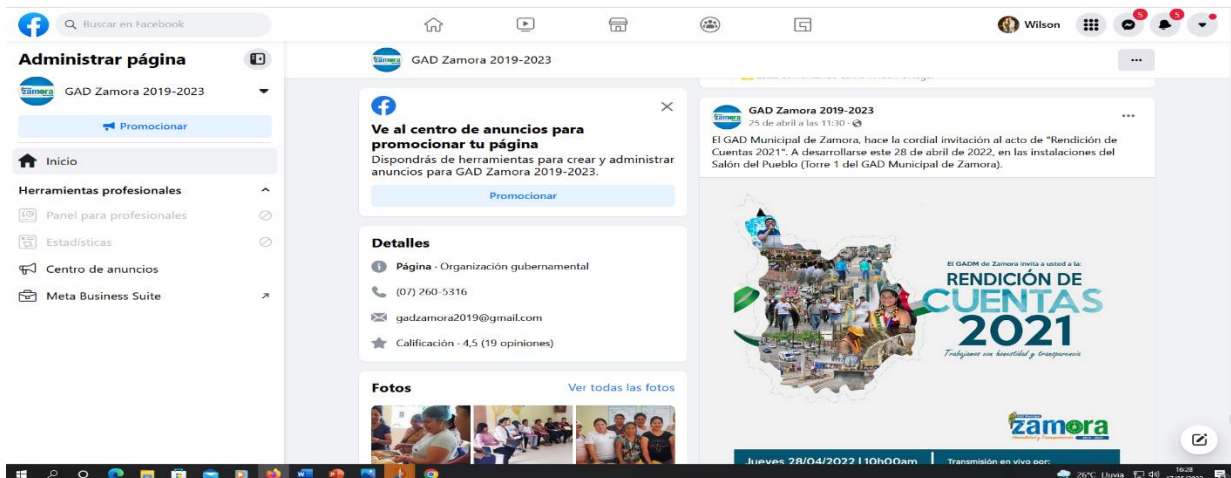 Buscar en Facebook
Wilson
5
5
Administrar página
GAD Zamora 2019-2023
Promocionar
Inicio
Herramientas profesionales
Panel para profesionales
Estadísticas
Centro de anuncios
Meta Business Suite
zamora
GAD Zamora 2019-2023
Ve al centro de anuncios para
promocionar tu página
Dispondrás de herramientas para crear y administrar
anuncios para GAD Zamora 2019-2023.
Promocionar
Detalles
Página · Organización gubernamental
(07) 260-5316
gadzamora2019@gmail.com
Calificación · 4,5 (19 opiniones)
Fotos
Ver todas las fotos
GAD Zamora 2019-2023
25 de abril a las 11:30
El GAD Municipal de Zamora, hace la cordial invitación al acto de "Rendición de
Cuentas 2021". A desarrollarse este 28 de abril de 2022, en las instalaciones del
Salón del Pueblo (Torre 1 del GAD Municipal de Zamora).
El GADM de Zamora invita a usted a la:
RENDICIÓN DE
CUENTAS
2021
Trabajamos con honestidad y transparencia
zamora
Jueves 28/04/2022 | 10h00am
Transmisión en vivo por:
26°C Lluvia
16:28